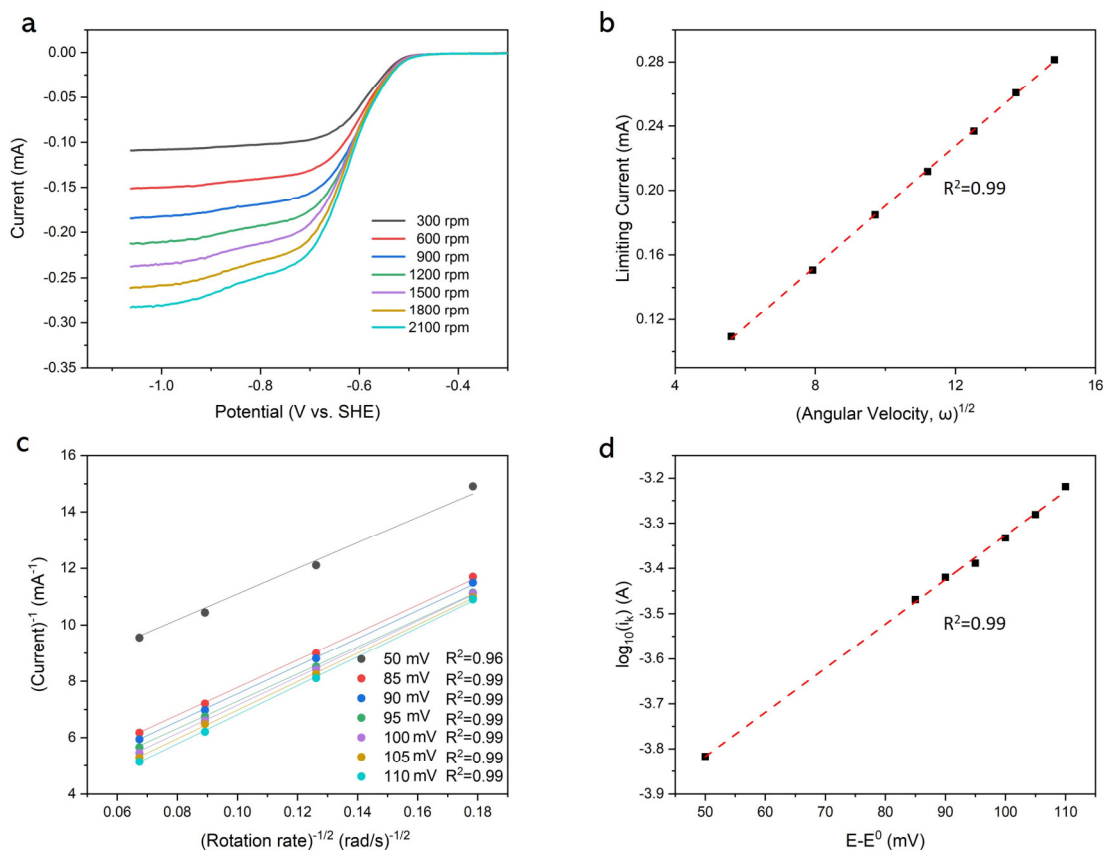 a
0.00
-0.05
-0.10
-0.15
-0.20
-0.25
-0.30
-0.35
Current (mA)
300 rpm
600 rpm
900 rpm
1200 rpm
1500 rpm
1800 rpm
2100 rpm
-1.0
-0.8
-0.6
-0.4
Potential (V vs. SHE)
b
0.28
0.24
0.20
0.16
0.12
Limiting Current (mA)
R²=0.99
4
8
12
16
(Angular Velocity, ω)^1/2
c
16
14
12
10
8
6
4
(Current)^-1 (mA^-1)
50 mV R²=0.96
85 mV R²=0.99
90 mV R²=0.99
95 mV R²=0.99
100 mV R²=0.99
105 mV R²=0.99
110 mV R²=0.99
0.06
0.08
0.10
0.12
0.14
0.16
0.18
(Rotation rate)^-1/2 (rad/s)^-1/2
d
-3.2
-3.3
-3.4
-3.5
-3.6
-3.7
-3.8
-3.9
log₁₀(iₖ) (A)
R²=0.99
50
60
70
80
90
100
110
E-E⁰ (mV)